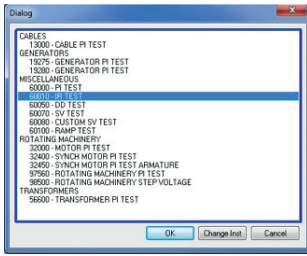 Dialog
CABLES
13000 - CABLE PI TEST
GENERATORS
19275 - GENERATOR PI TEST
19280 - GENERATOR PI TEST
MISCELLANEOUS
60000 - PI TEST
60010 - IR TEST
60050 - DD TEST
60070 - SV TEST
60080 - CUSTOM SV TEST
60100 - RAMP TEST
ROTATING MACHINERY
32000 - MOTOR PI TEST
32400 - SYNCH MOTOR PI TEST
32450 - SYNCH MOTOR PI TEST ARMATURE
97560 - ROTATING MACHINERY PI TEST
98500 - ROTATING MACHINERY STEP VOLTAGE
TRANSFORMERS
56600 - TRANSFORMER PI TEST
OK Change Inst Cancel